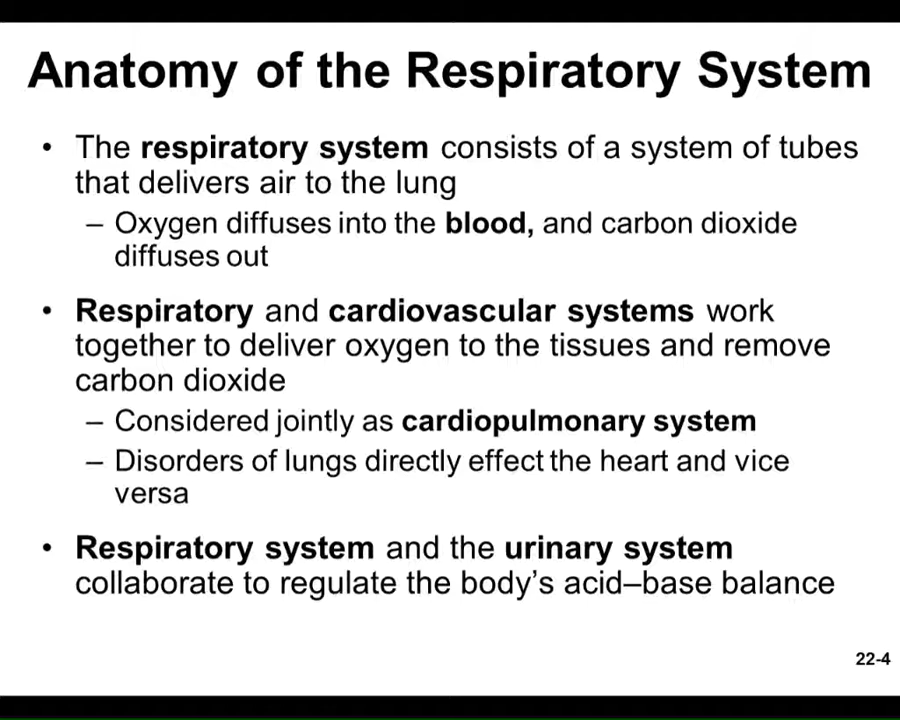 Anatomy of the Respiratory System
• The respiratory system consists of a system of tubes
that delivers air to the lung
– Oxygen diffuses into the blood, and carbon dioxide
diffuses out
• Respiratory and cardiovascular systems work
together to deliver oxygen to the tissues and remove
carbon dioxide
– Considered jointly as cardiopulmonary system
– Disorders of lungs directly effect the heart and vice
versa
• Respiratory system and the urinary system
collaborate to regulate the body’s acid–base balance
22-4